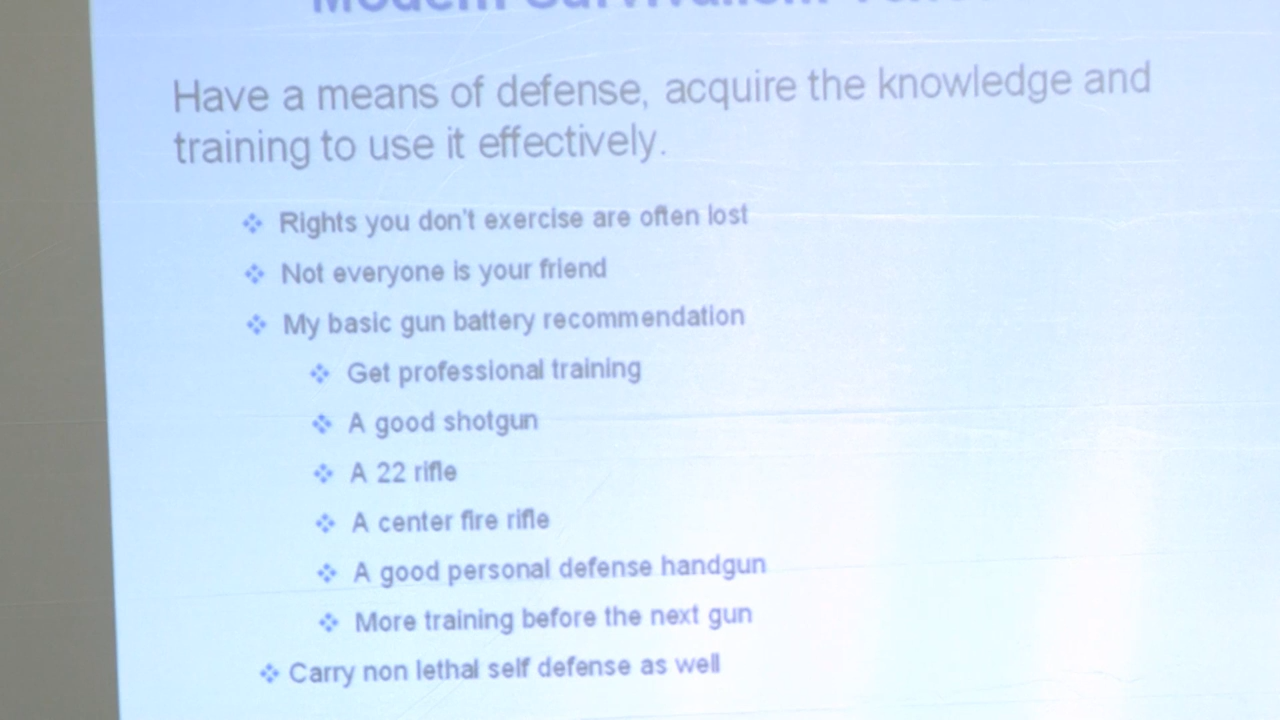 Modern Survivalism
Have a means of defense, acquire the knowledge and
training to use it effectively.
Rights you don't exercise are often lost
Not everyone is your friend
My basic gun battery recommendation
Get professional training
A good shotgun
A 22 rifle
A center fire rifle
A good personal defense handgun
More training before the next gun
Carry non lethal self defense as well